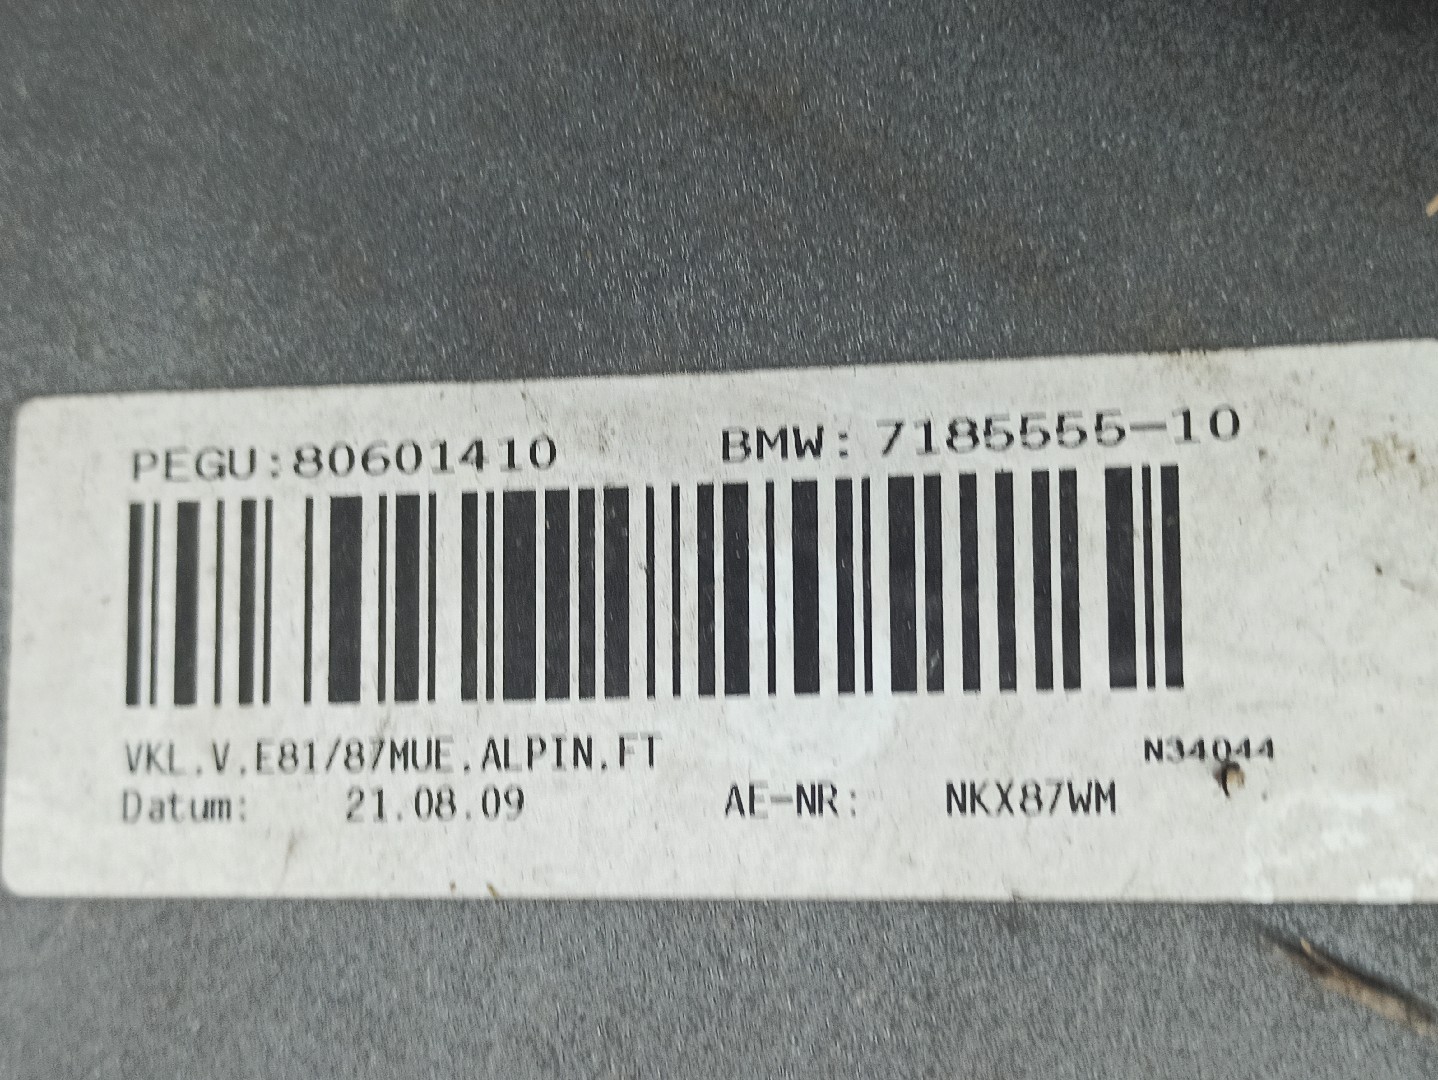 PEGU:80601410 BMW: 7185555-10
VKL.V.E81/87MUE.ALPIN.FT N34044
Datum: 21.08.09 AE-NR: NKX87WM